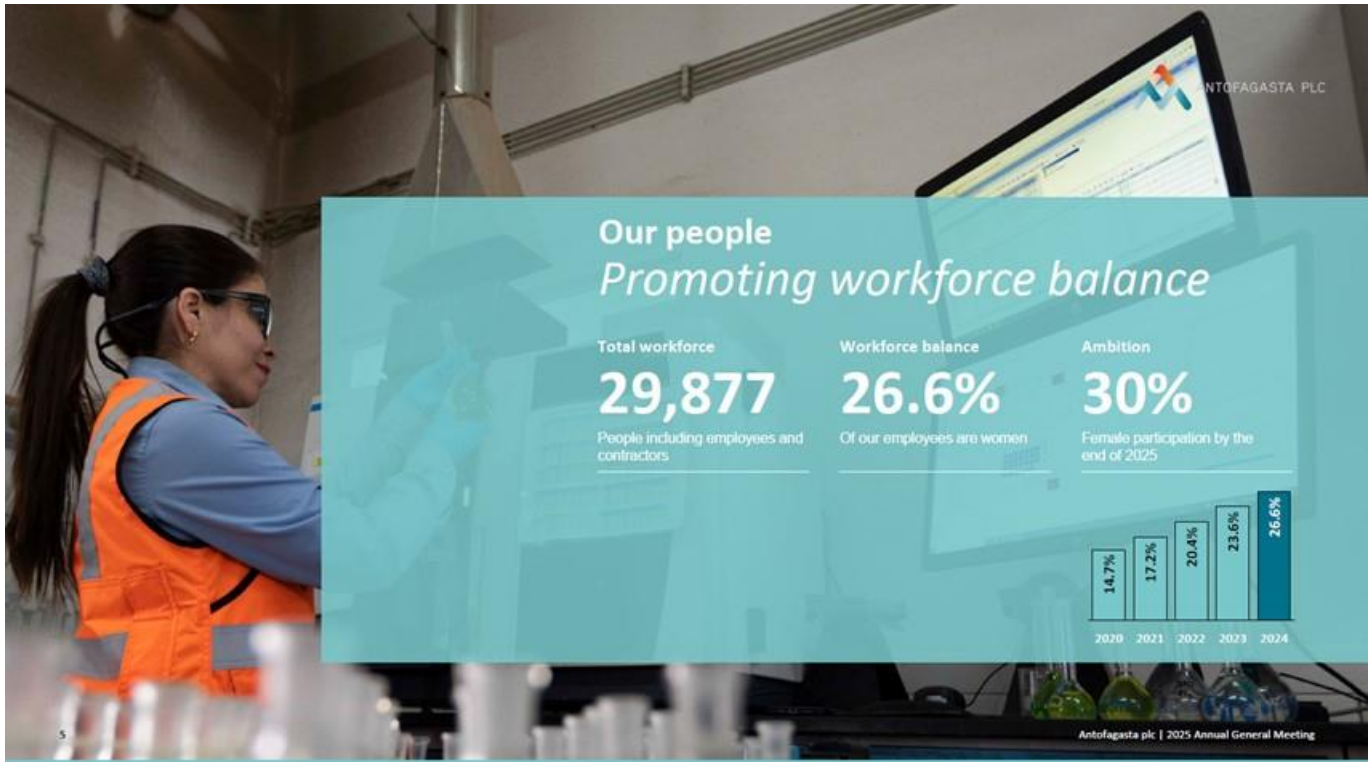 NTOFAGASTA PLC
Our people
Promoting workforce balance
Total workforce
29,877
People including employees and
contractors
Workforce balance
26.6%
Of our employees are women
Ambition
30%
Female participation by the
end of 2025
14.7%
17.2%
20.4%
23.6%
26.6%
2020 2021 2022 2023 2024
5
Antofagasta plc | 2025 Annual General Meeting